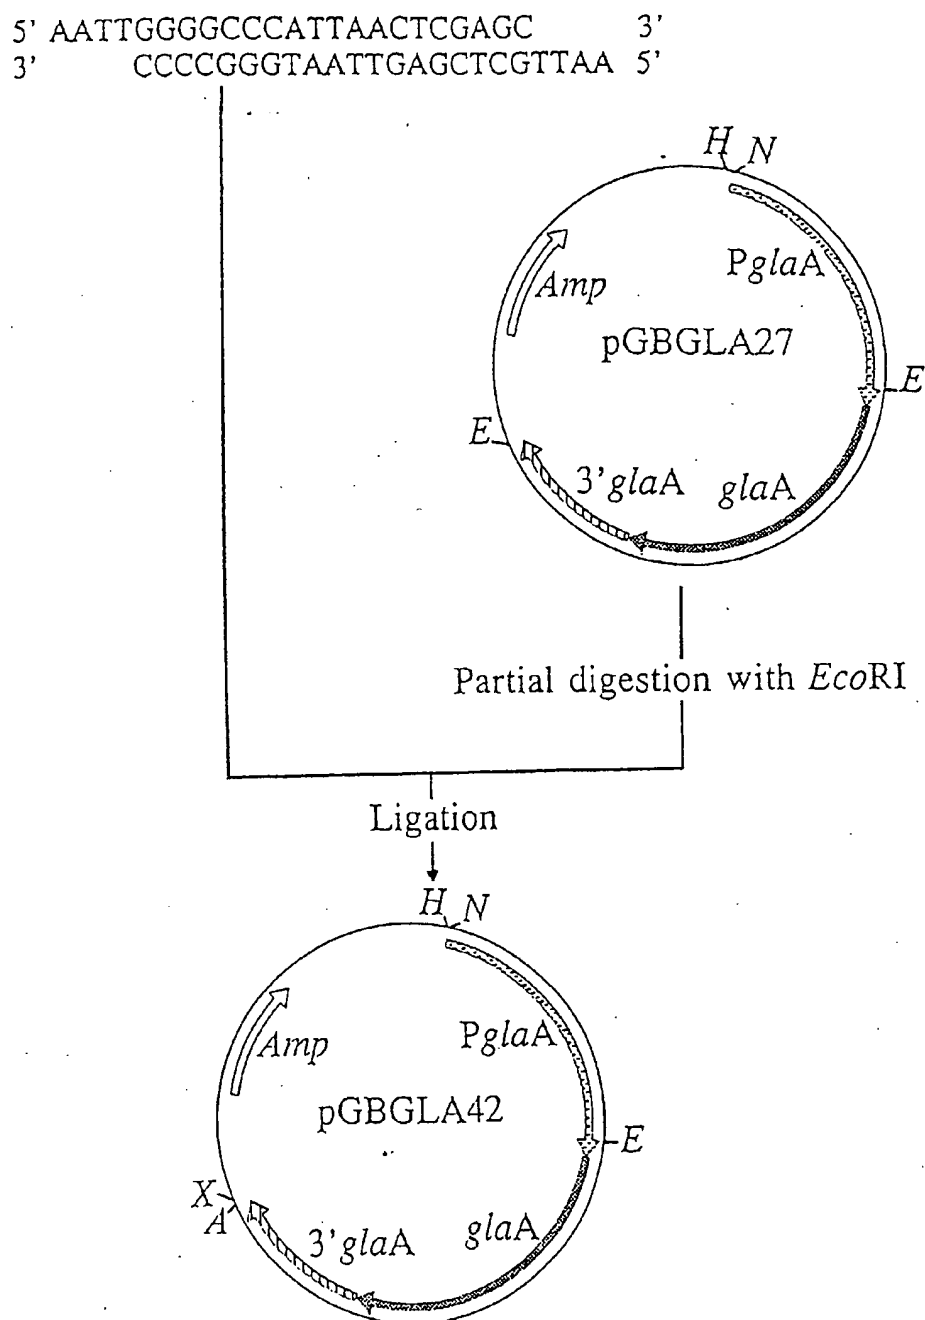 5' AATTGGGGCCCATTAACTCGAGC 3'
3' CCCCGGGTAATTGAGCTCGTTAA 5'
H N
PglaA
Amp
pGBGLA27
E
E
3'glaA glaA
Partial digestion with EcoRI
Ligation
H N
PglaA
Amp
pGBGLA42
E
X
A
3'glaA glaA